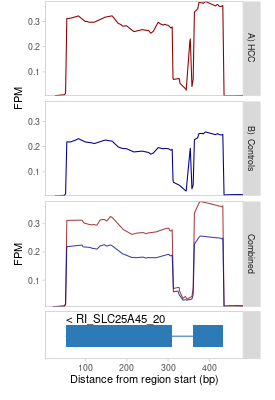 FPM
0.3
0.2
0.1
A) HCC
0.3
0.2
0.1
B) Controls
FPM
0.3
0.2
0.1
Combined
< RI_SLC25A45_20
100
200
300
400
Distance from region start (bp)